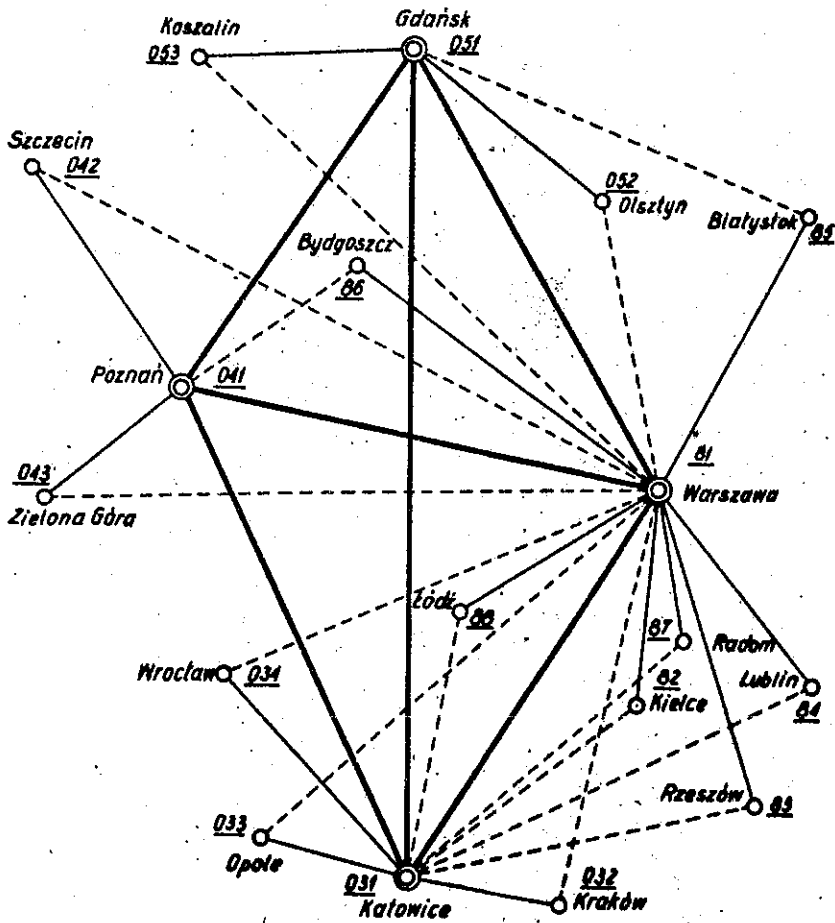 Koszalin
053
Gdańsk
051
Szczecin
042
052
Olsztyn
Białystok
85
Bydgoszcz
86
Poznań
041
81
Warszawa
043
Zielona Góra
Łódź
88
87
Radom
Wrocław
034
82
Kielce
Lublin
84
Rzeszów
83
033
Opole
031
Katowice
032
Kraków